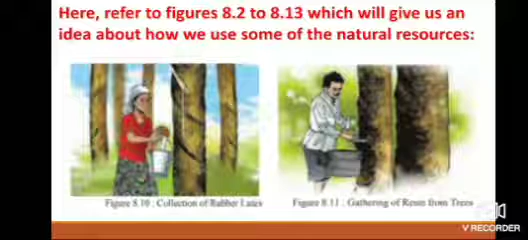 Here, refer to figures 8.2 to 8.13 which will give us an
idea about how we use some of the natural resources:
Figure 8.10 : Collection of Rubber Latex
Figure 8.11 : Gathering of Resin from Trees
V RECORDER